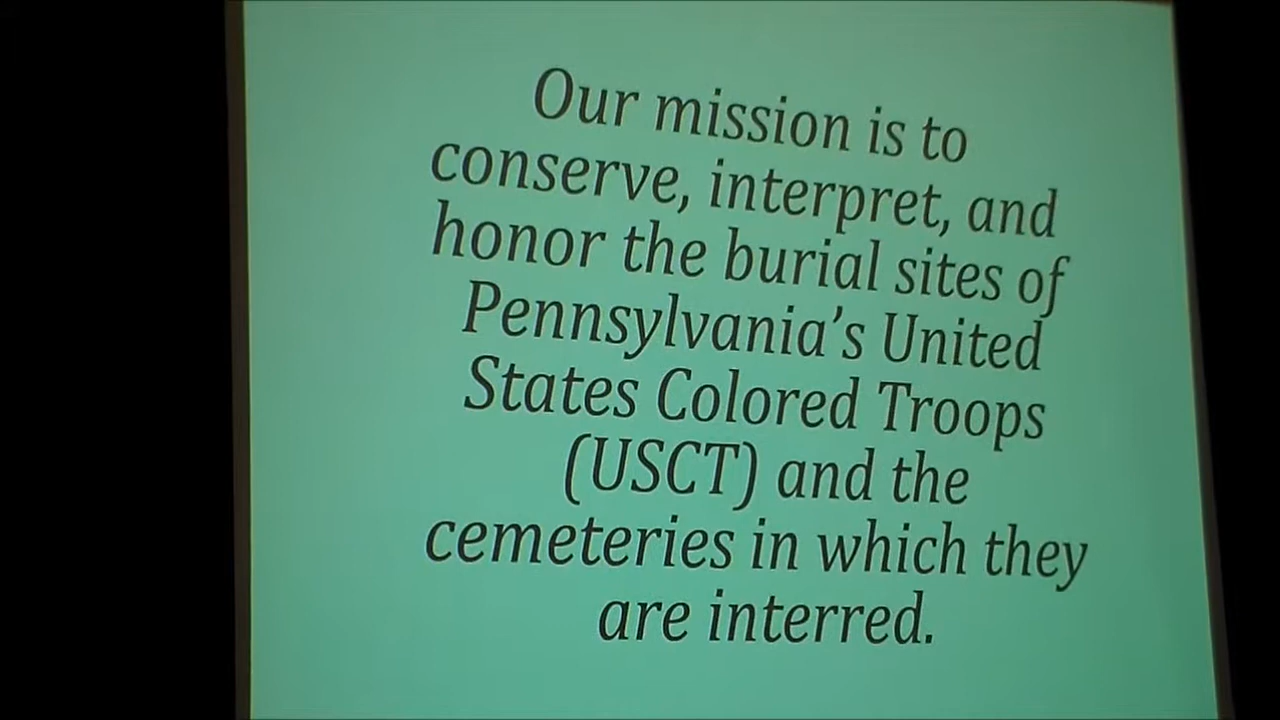 Our mission is to
conserve, interpret, and
honor the burial sites of
Pennsylvania’s United
States Colored Troops
(USCT) and the
cemeteries in which they
are interred.